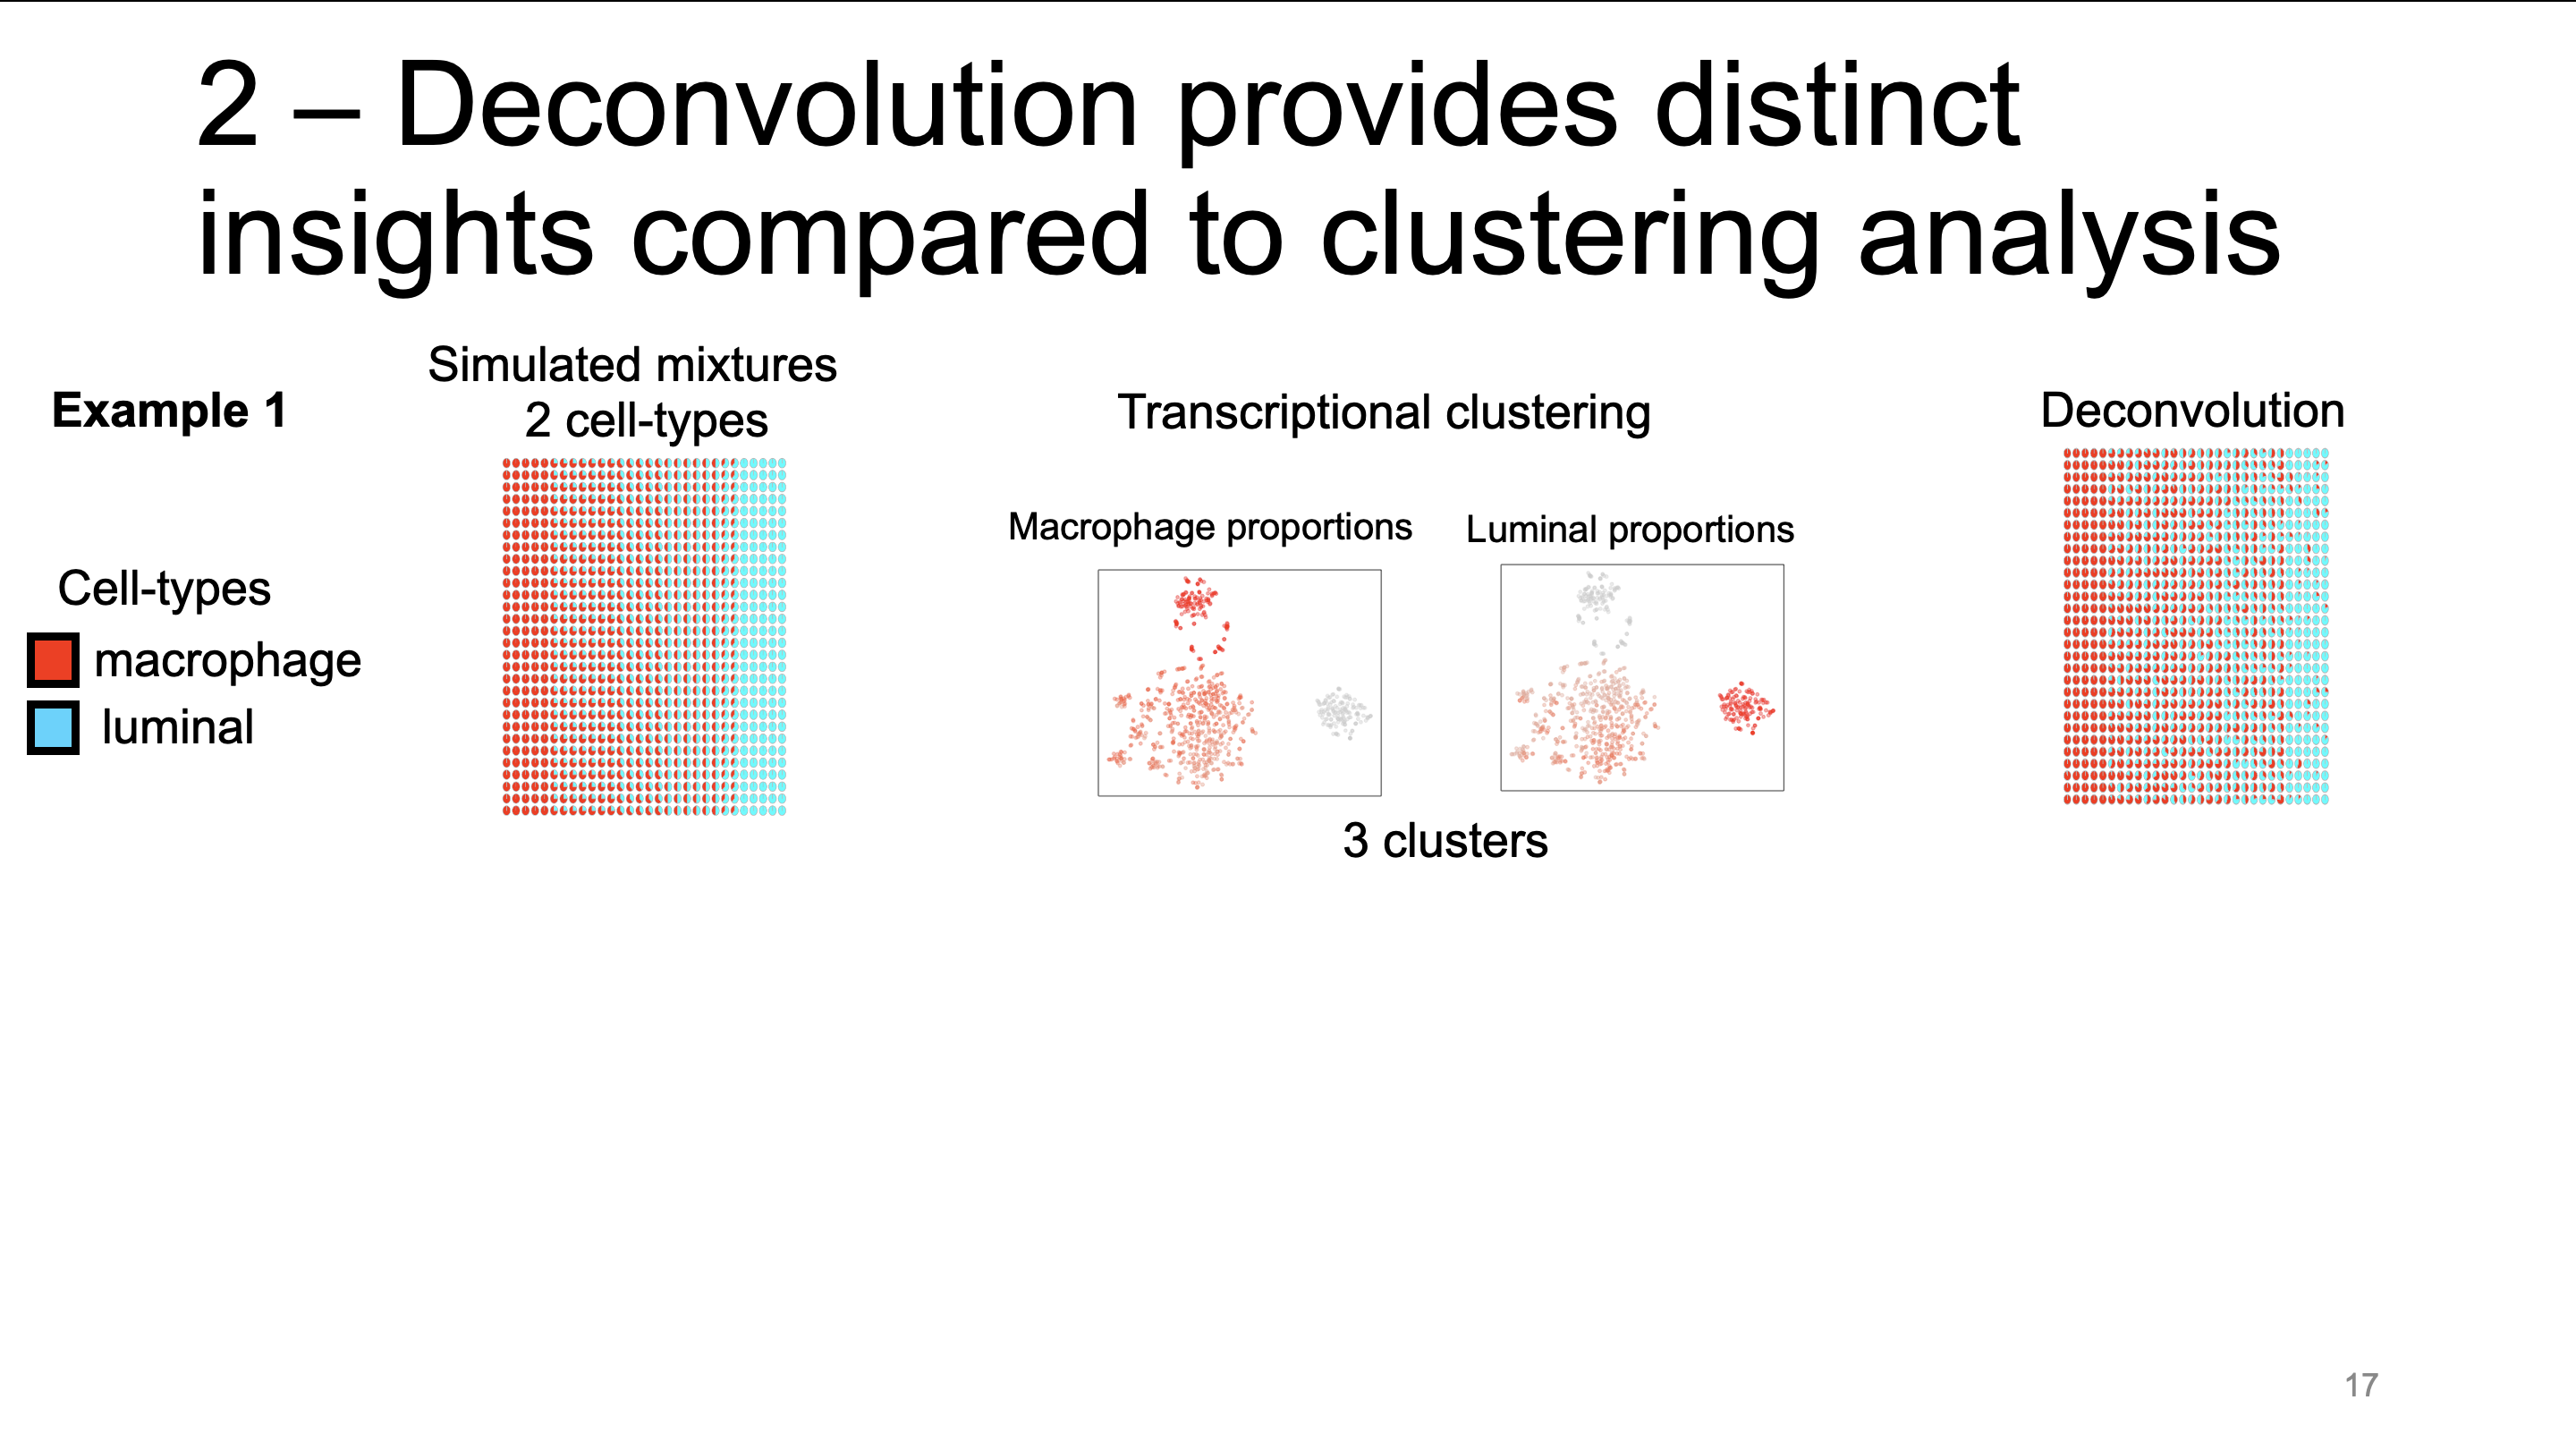 2 – Deconvolution provides distinct
insights compared to clustering analysis
Example 1
Simulated mixtures
2 cell-types
Transcriptional clustering
Deconvolution
Macrophage proportions
Luminal proportions
Cell-types
macrophage
luminal
3 clusters
17